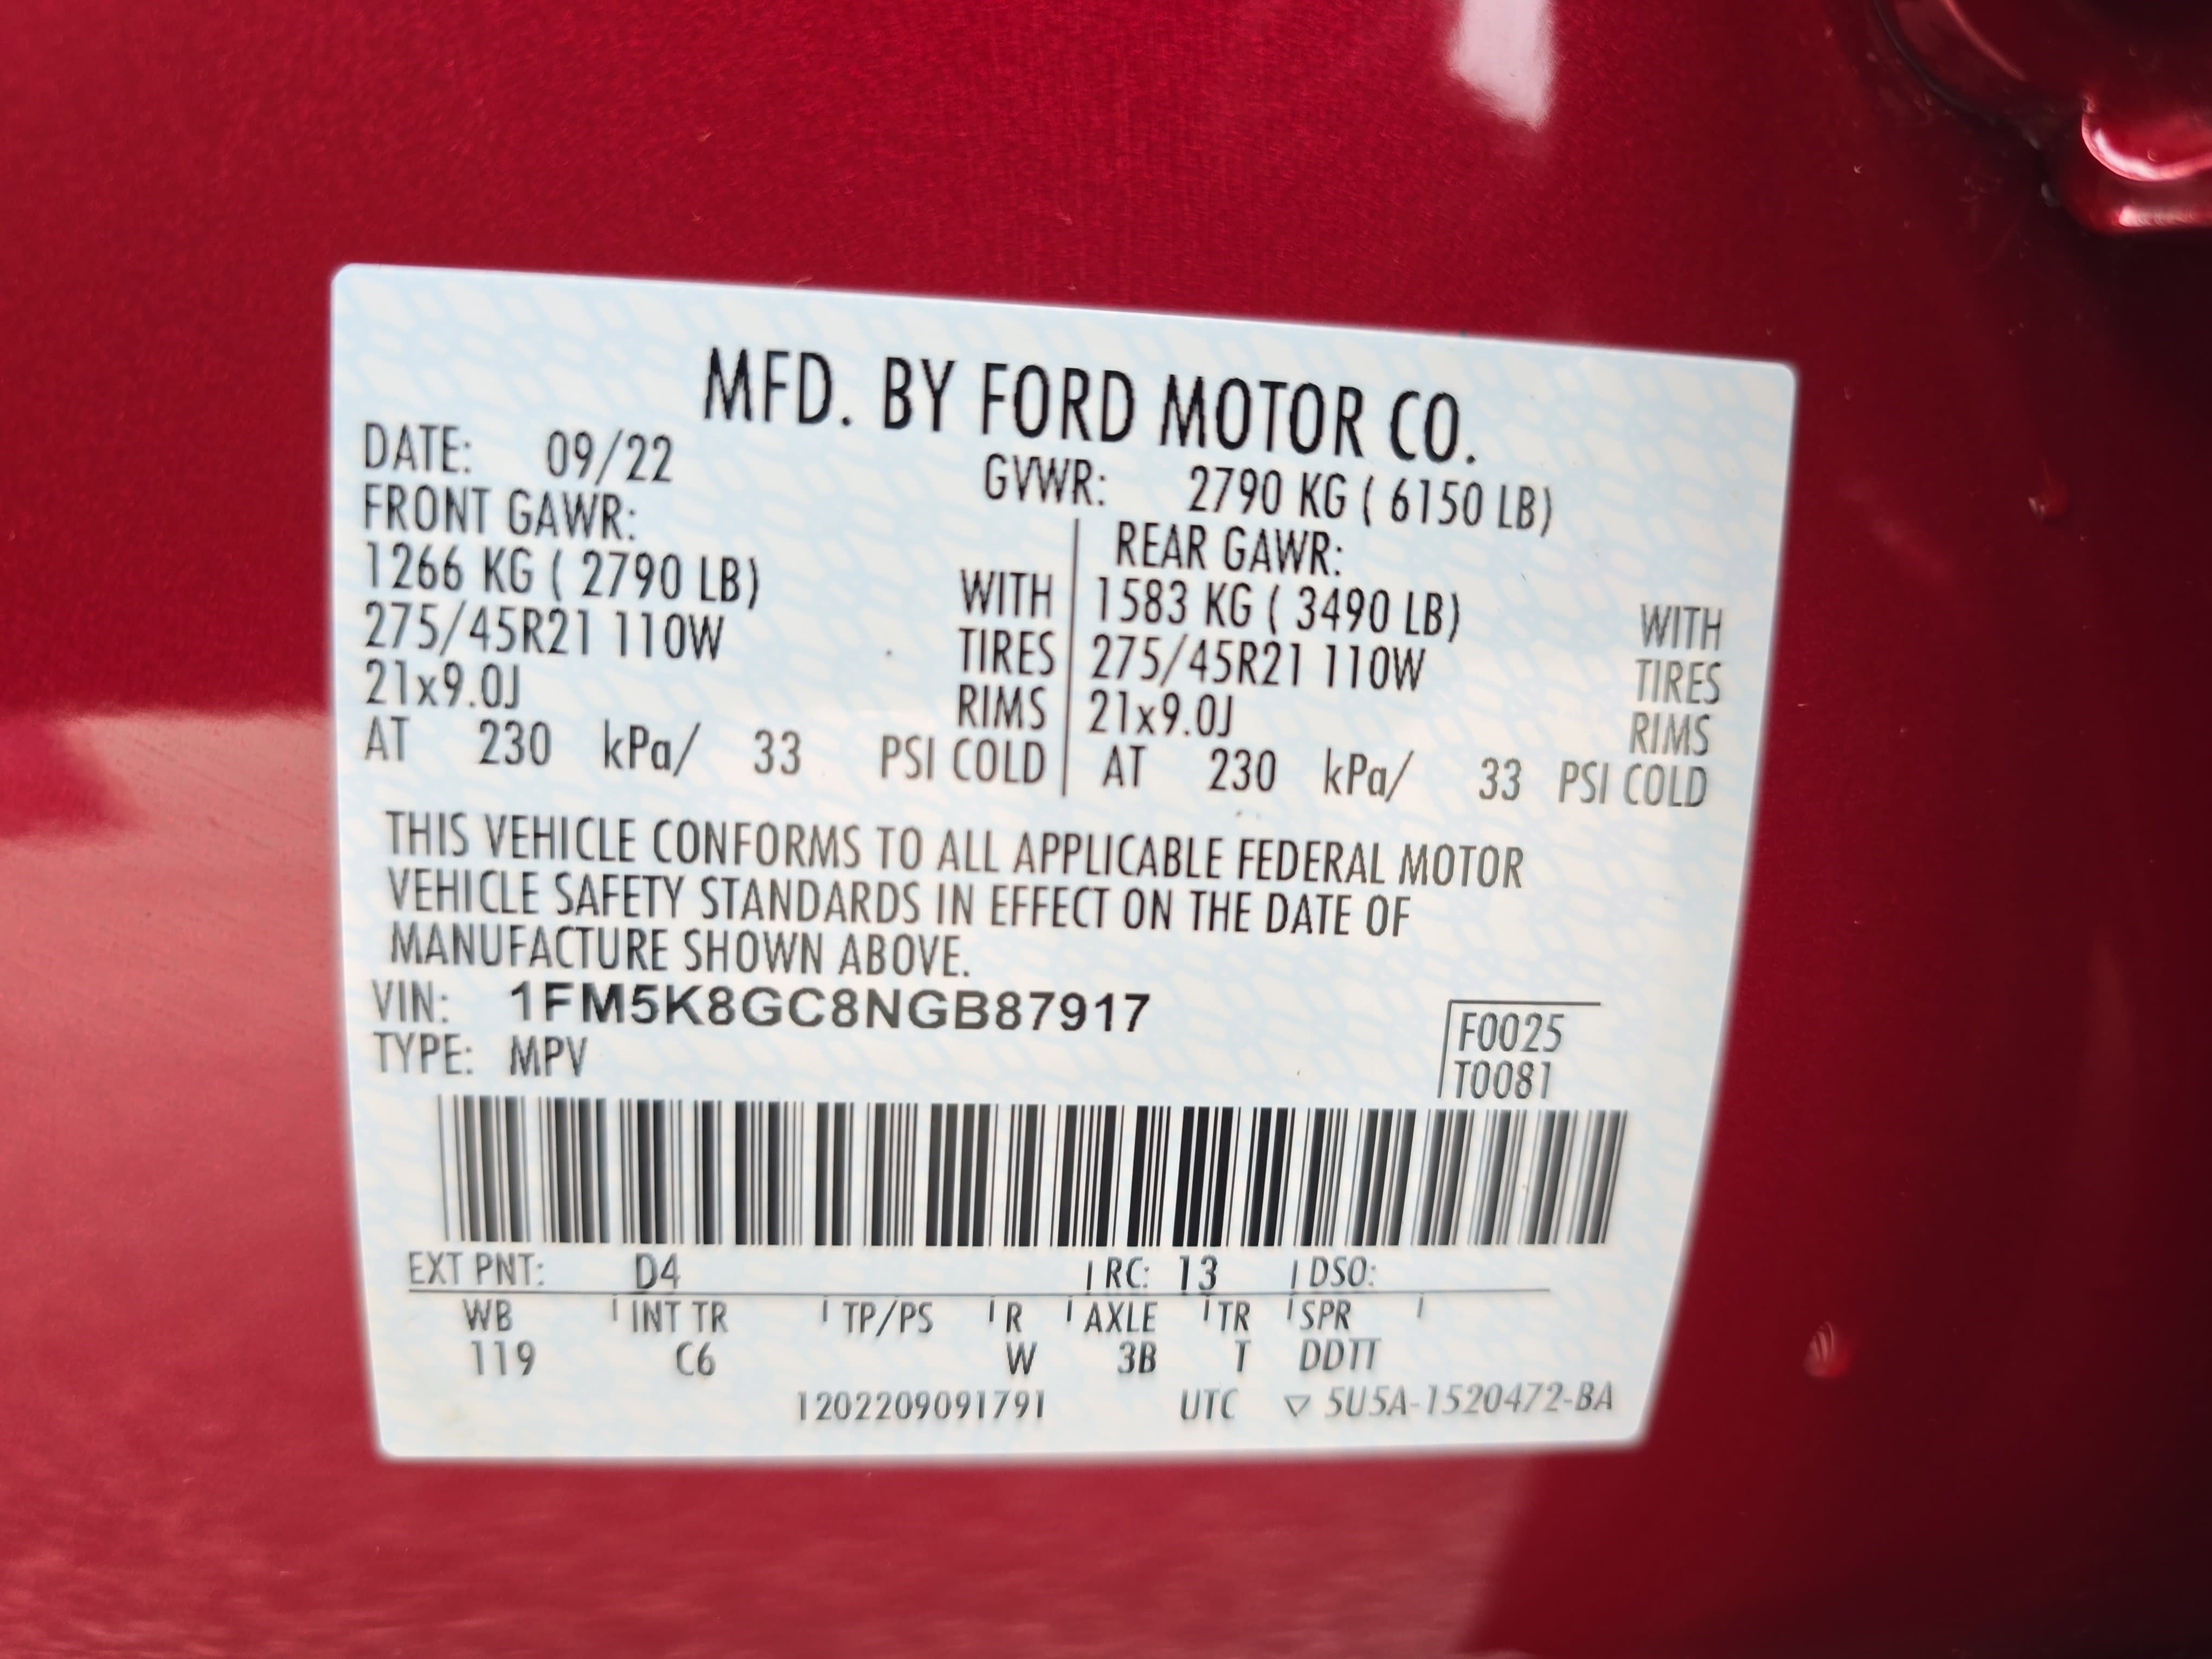 MFD. BY FORD MOTOR CO.
DATE: 09/22 GVWR: 2790 KG ( 6150 LB)
FRONT GAWR: REAR GAWR:
1266 KG ( 2790 LB) WITH 1583 KG ( 3490 LB) WITH
275/45R21 110W TIRES 275/45R21 110W TIRES
21x9.0J RIMS 21x9.0J RIMS
AT 230 kPa/ 33 PSI COLD AT 230 kPa/ 33 PSI COLD
THIS VEHICLE CONFORMS TO ALL APPLICABLE FEDERAL MOTOR
VEHICLE SAFETY STANDARDS IN EFFECT ON THE DATE OF
MANUFACTURE SHOWN ABOVE.
VIN: 1FM5K8GC8NGB87917
F0025
TYPE: MPV
T0081
EXT PNT: D4 RC: 13 DSO:
WB INT TR TP/PS R AXLE TR SPR
119 C6 W 3B T DDTT
1202209091791 UTC ▽ 5U5A-1520472-BA